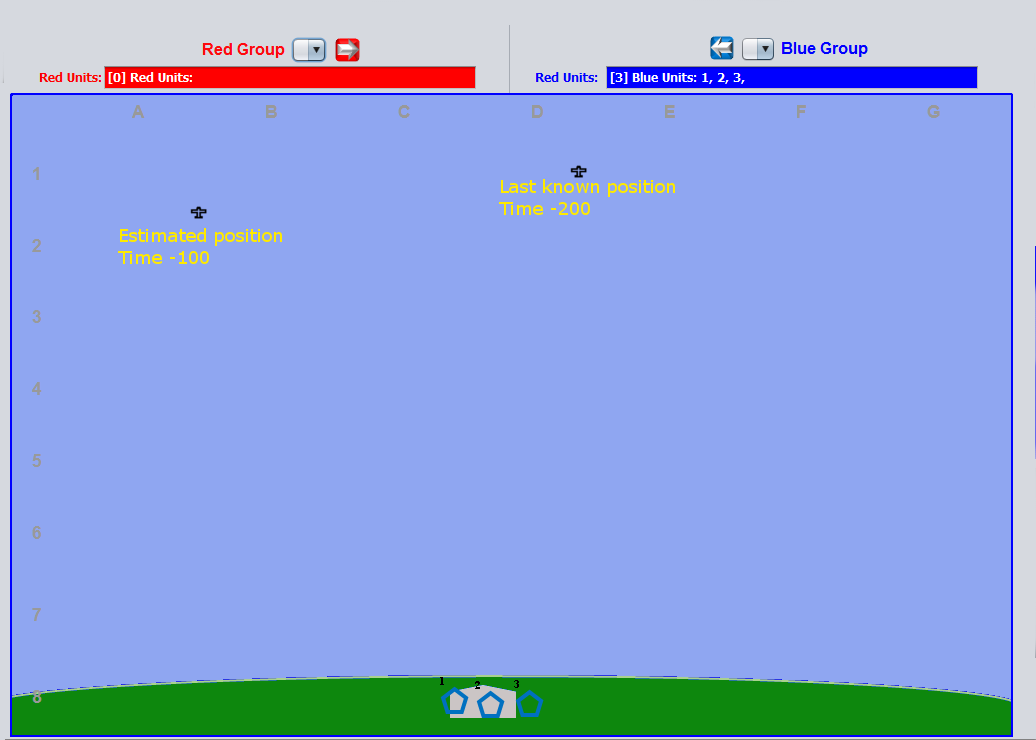 Red Group
Blue Group
Red Units: [0] Red Units:
Red Units: [3] Blue Units: 1, 2, 3,
A B C D E F G
1
Last known position
Time -200
Estimated position
2
Time -100
3
4
5
6
7
1 2 3
8